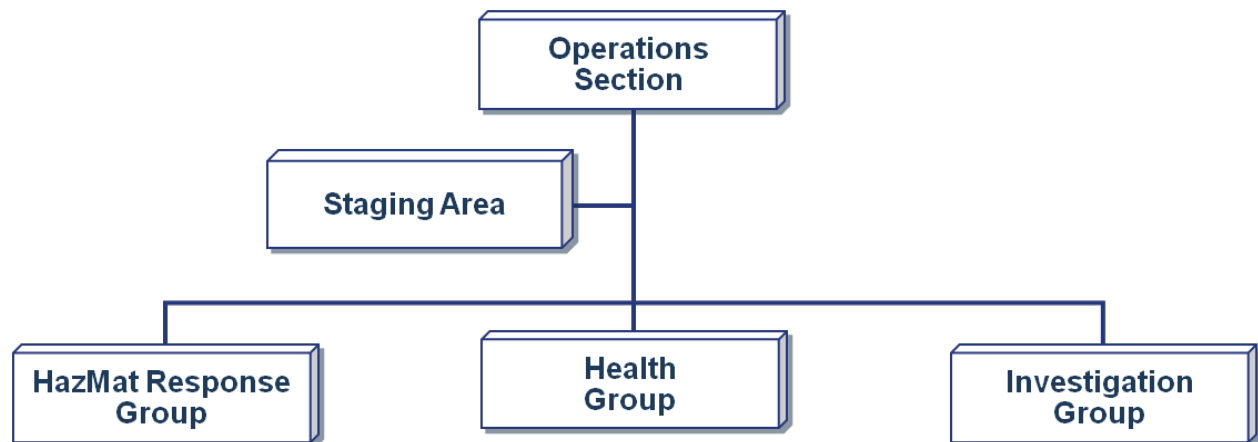 Operations
Section
Staging Area
HazMat Response
Group
Health
Group
Investigation
Group